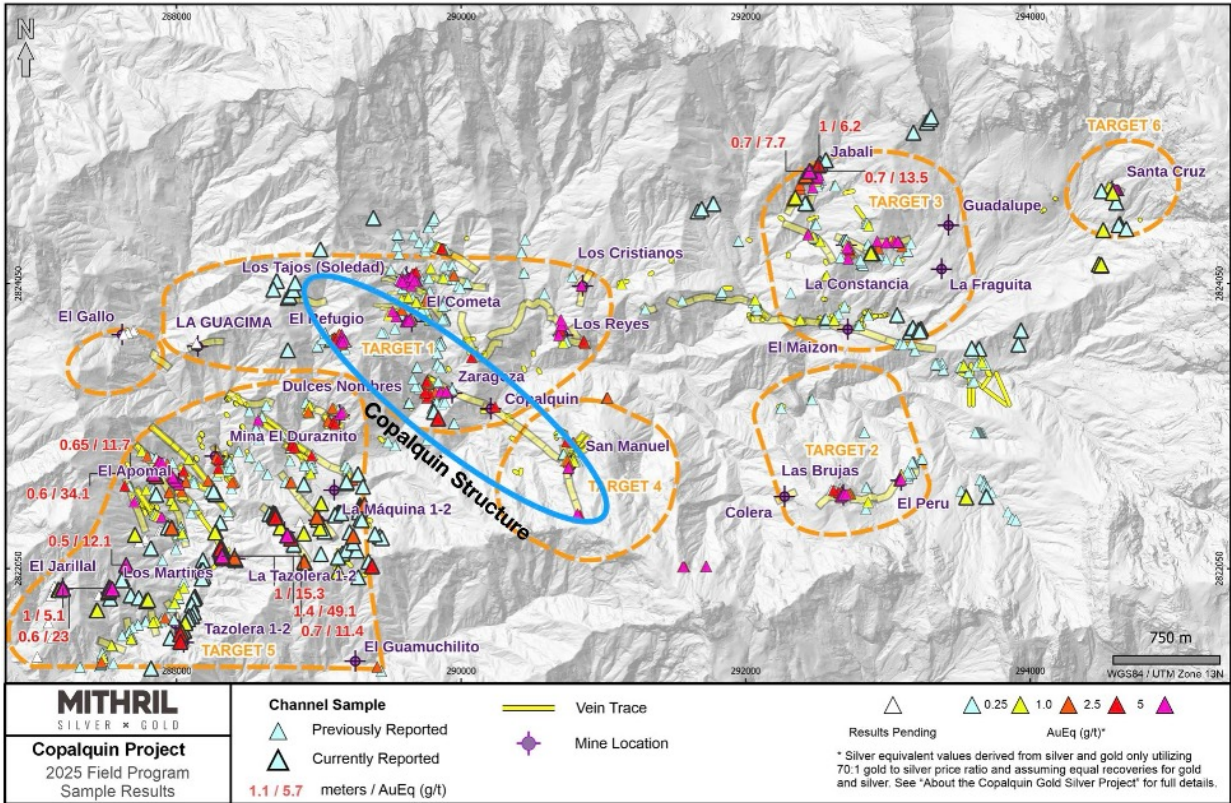 288000
290000
292000
294000
N
TARGET 6
1 / 6.2
0.7 / 7.7
Jabali
Santa Cruz
0.7 / 13.5
TARGET 3
Guadalupe
Los Cristianos
Los Tajos (Soledad)
2824050
2824050
La Constancia
La Fraguita
El Cometa
El Gallo
LA GUACIMA
El Refugio
Los Reyes
TARGET 1
El Maizon
Zaragoza
Dulces Nombres
Copalquin
Copalquin Structure
Mina El Duraznito
San Manuel
0.65 / 11.7
TARGET 2
El Apomal
Las Brujas
TARGET 4
0.6 / 34.1
El Peru
La Máquina 1-2
Colera
0.5 / 12.1
2822050
2822050
El Jarillal
Los Martires
La Tazolera 1-2
1 / 15.3
1.4 / 49.1
1 / 5.1
0.7 / 11.4
0.6 / 23
Tazolera 1-2
TARGET 5
El Guamuchilito
750 m
288000
290000
292000
294000
WGS84 / UTM Zone 13N
MITHRIL
SILVER × GOLD
Copalquin Project
2025 Field Program
Sample Results
Channel Sample
Previously Reported
Currently Reported
1.1 / 5.7 meters / AuEq (g/t)
Vein Trace
Mine Location
Results Pending
0.25
1.0
2.5
5
AuEq (g/t)*
* Silver equivalent values derived from silver and gold only utilizing
70:1 gold to silver price ratio and assuming equal recoveries for gold
and silver. See "About the Copalquin Gold Silver Project" for full details.